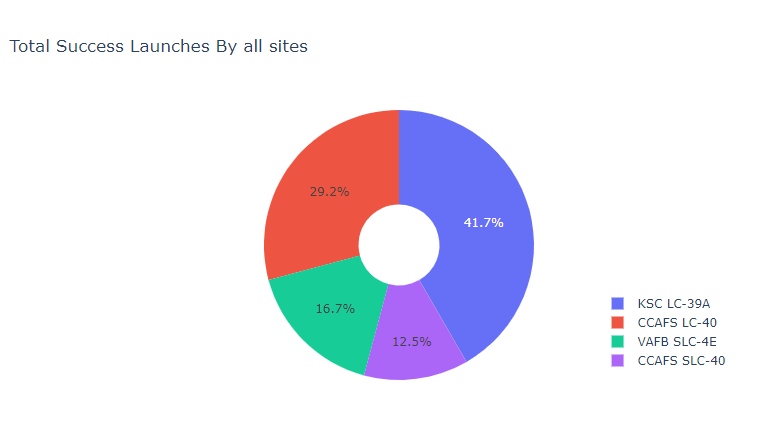 Total Success Launches By all sites
29.2%
41.7%
16.7%
12.5%
KSC LC-39A
CCAFS LC-40
VAFB SLC-4E
CCAFS SLC-40